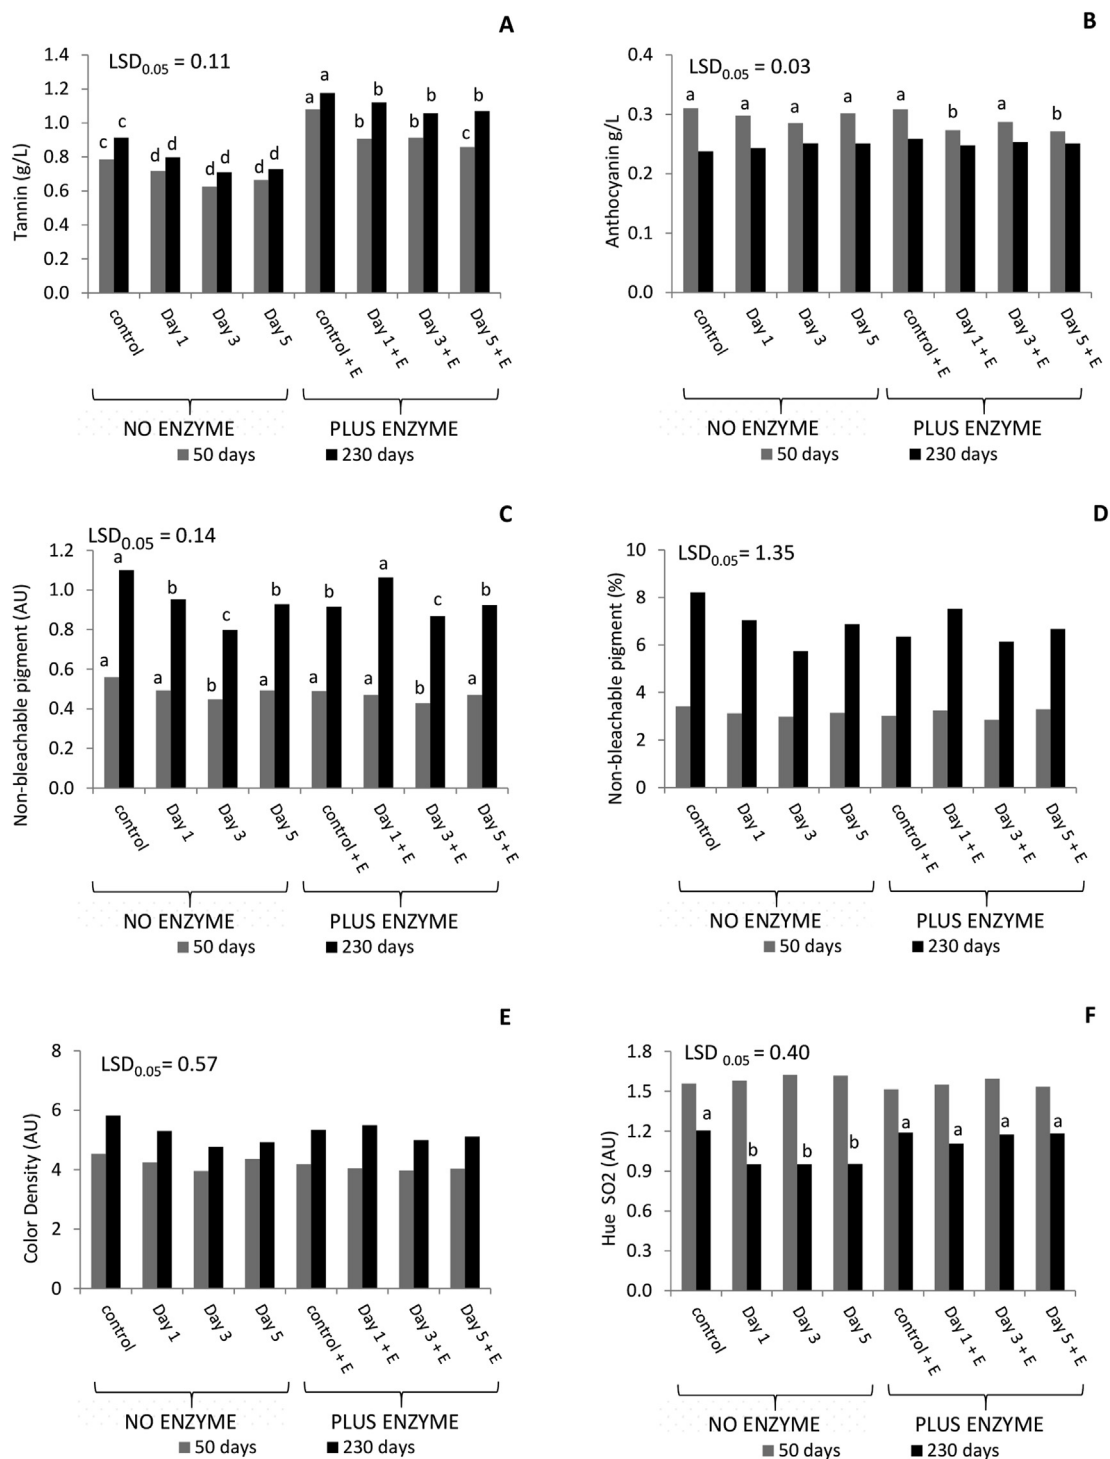 A
LSD0.05 = 0.11
Tannin (g/L)
1.4
1.2
1.0
0.8
0.6
0.4
0.2
0.0
c c d d d d d d a a b b b b c b
control Day 1 Day 3 Day 5 control + E Day 1 + E Day 3 + E Day 5 + E
NO ENZYME PLUS ENZYME
50 days 230 days
B
LSD0.05 = 0.03
Anthocyanin g/L
0.4
0.3
0.2
0.1
0.0
a a a a a b a b
control Day 1 Day 3 Day 5 control + E Day 1 + E Day 3 + E Day 5 + E
NO ENZYME PLUS ENZYME
50 days 230 days
C
LSD0.05 = 0.14
Non-bleachable pigment (AU)
1.2
1.0
0.8
0.6
0.4
0.2
0.0
a a a b b c a b a b a a b c a b
control Day 1 Day 3 Day 5 control + E Day 1 + E Day 3 + E Day 5 + E
NO ENZYME PLUS ENZYME
50 days 230 days
D
LSD0.05= 1.35
Non-bleachable pigment (%)
10
8
6
4
2
0
control Day 1 Day 3 Day 5 control + E Day 1 + E Day 3 + E Day 5 + E
NO ENZYME PLUS ENZYME
50 days 230 days
E
LSD0.05= 0.57
Color Density (AU)
8
6
4
2
0
control Day 1 Day 3 Day 5 control + E Day 1 + E Day 3 + E Day 5 + E
NO ENZYME PLUS ENZYME
50 days 230 days
F
LSD 0.05 = 0.40
Hue SO2 (AU)
1.8
1.5
1.2
0.9
0.6
0.3
0.0
a b b b a a a a
control Day 1 Day 3 Day 5 control + E Day 1 + E Day 3 + E Day 5 + E
NO ENZYME PLUS ENZYME
50 days 230 days